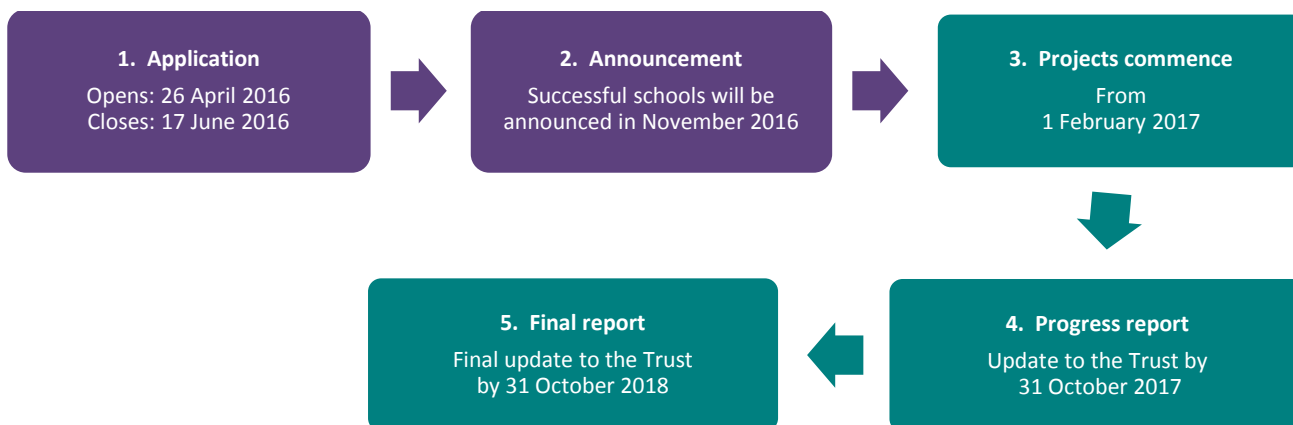 1. Application
Opens: 26 April 2016
Closes: 17 June 2016
2. Announcement
Successful schools will be
announced in November 2016
3. Projects commence
From
1 February 2017
4. Progress report
Update to the Trust by
31 October 2017
5. Final report
Final update to the Trust
by 31 October 2018